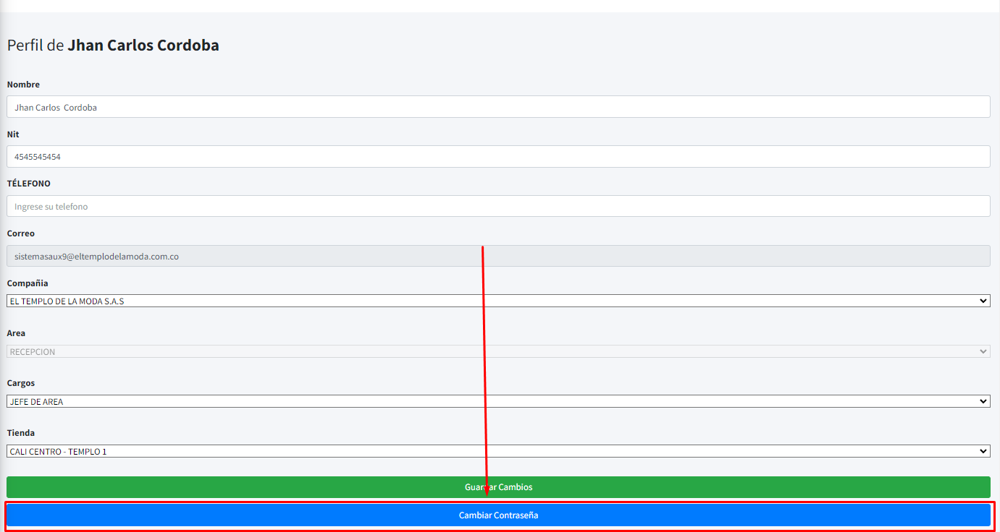 Perfil de Jhan Carlos Cordoba
Nombre
Jhan Carlos Cordoba
Nit
4545545454
TÉLEFONO
Ingrese su telefono
Correo
sistemasaux9@eltemplodelamoda.com.co
Compañia
EL TEMPLO DE LA MODA S.A.S
Area
RECEPCION
Cargos
JEFE DE AREA
Tienda
CALI CENTRO - TEMPLO 1
Guardar Cambios
Cambiar Contraseña